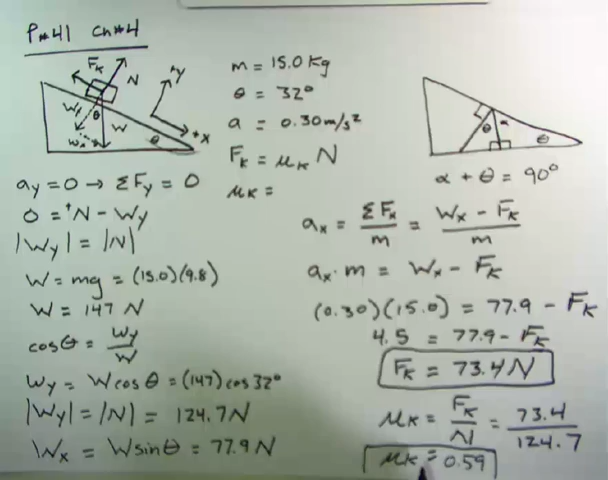 P#41 Ch#4
Fk
N
+y
Wy
θ
W
Wx
θ
+x
m = 15.0 Kg
θ = 32°
a = 0.30 m/s²
Fk = μk N
μk =
θ
α
θ
α + θ = 90°
ay = 0 → ΣFy = 0
0 = +N - Wy
|Wy| = |N|
W = mg = (15.0)(9.8)
W = 147 N
cosθ = Wy/W
Wy = W cos θ = (147) cos 32°
|Wy| = |N| = 124.7 N
Wx = W sin θ = 77.9 N
ax = ΣFx/m = Wx - Fk/m
ax · m = Wx - Fk
(0.30)(15.0) = 77.9 - Fk
4.5 = 77.9 - Fk
Fk = 73.4 N
μk = Fk/N = 73.4/124.7
μk = 0.59